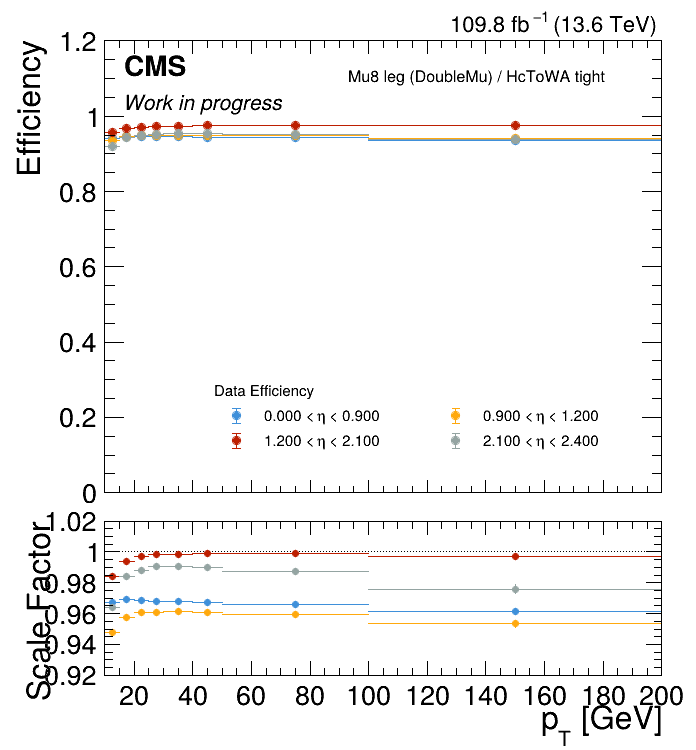 109.8 fb⁻¹ (13.6 TeV)
CMS
Mu8 leg (DoubleMu) / HcToWA tight
Work in progress
Efficiency
1.2
1
0.8
0.6
0.4
0.2
0
Data Efficiency
0.000 < η < 0.900
0.900 < η < 1.200
1.200 < η < 2.100
2.100 < η < 2.400
Scale Factor
1.02
1
0.98
0.96
0.94
0.92
20 40 60 80 100 120 140 160 180 200
p_T [GeV]